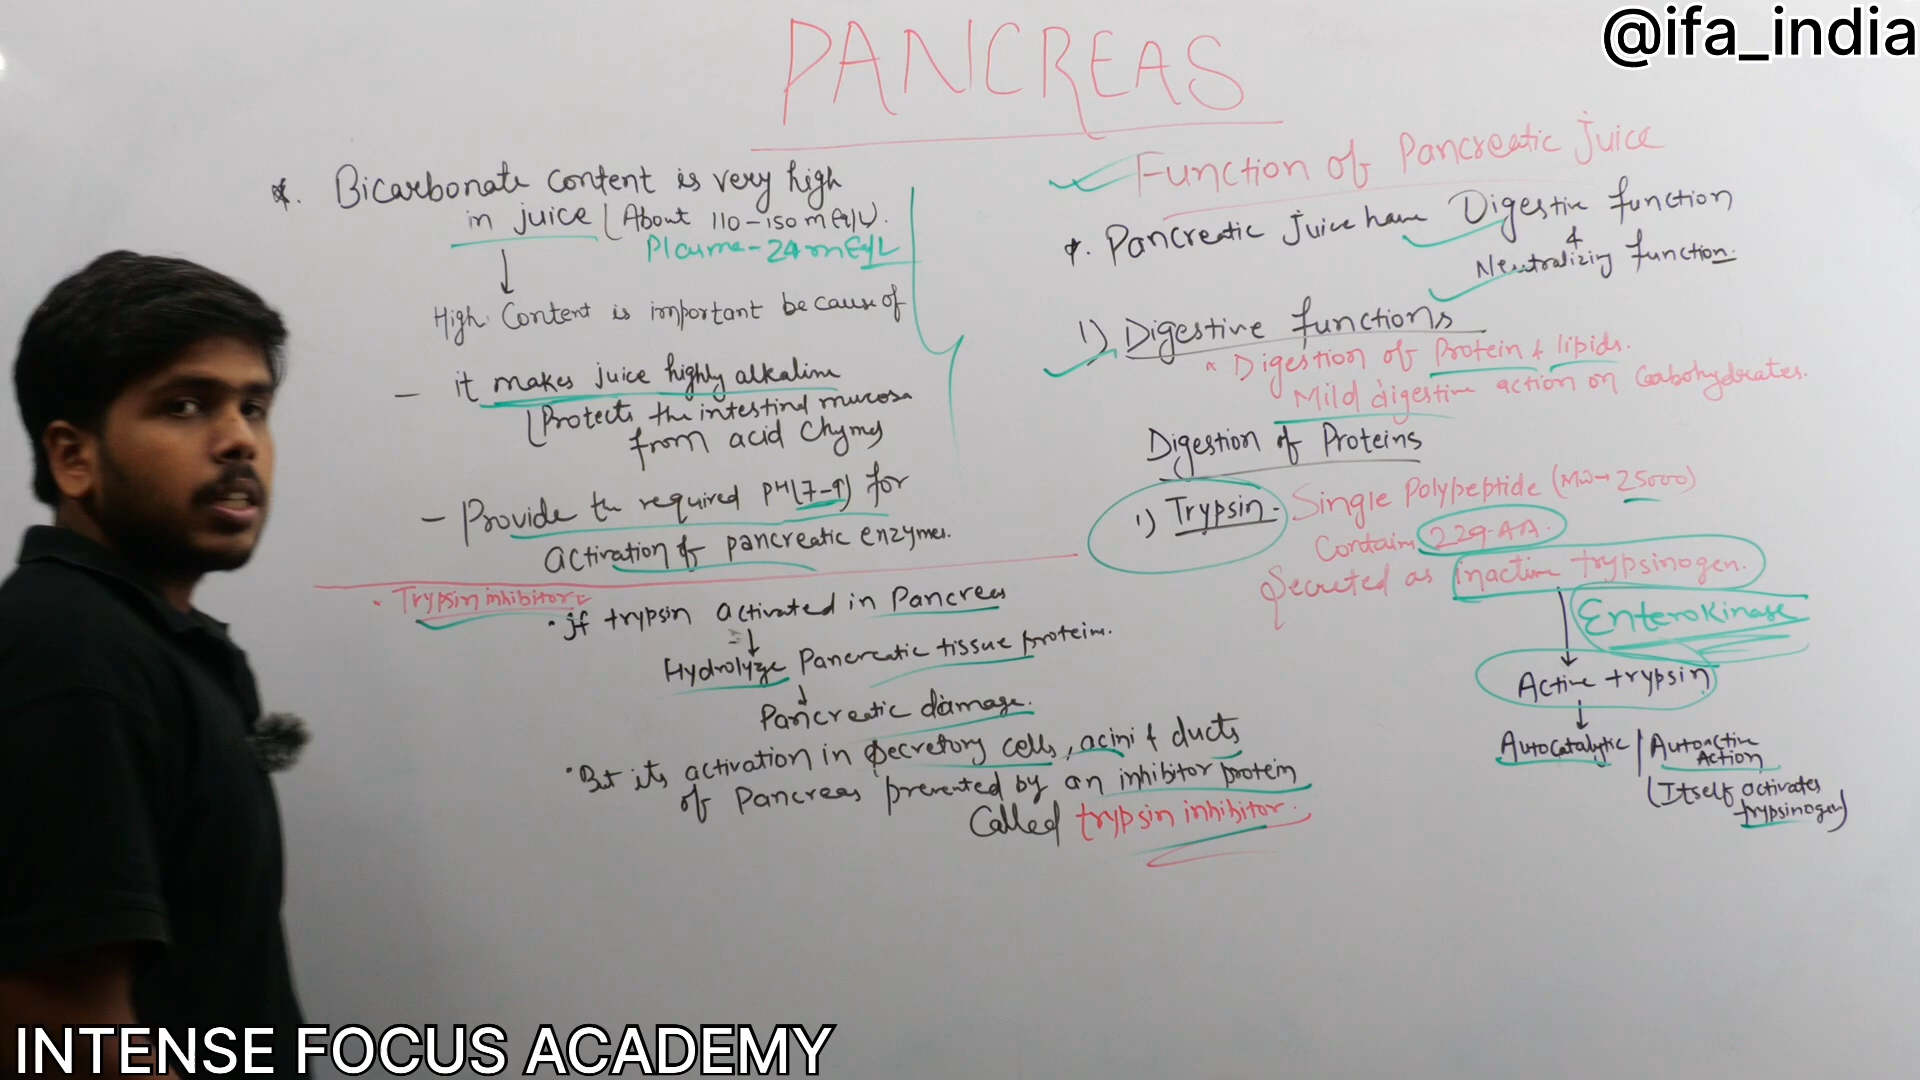 @ifa_india
PANCREAS
*. Bicarbonate content is very high
in juice (About 110-150 mEq/L).
Plasma-24mEq/L
↓
High Content is important because of
- it makes juice highly alkaline
(Protects the intestinal mucosa
from acid Chyme)
- Provide the required pH(7-9) for
activation of pancreatic enzymes.
• Trypsin inhibitor:
• if trypsin activated in Pancreas
↓
Hydrolyze Pancreatic tissue protein.
↓
Pancreatic damage.
• But its activation in secretory cells, acini & ducts
of Pancreas prevented by an inhibitor protein
Called trypsin inhibitor.
Function of Pancreatic Juice
*. Pancreatic Juice have Digestive function
&
Neutralizing function.
1) Digestive functions
* Digestion of Protein & lipids.
Mild digestive action on Carbohydrates.
Digestion of Proteins
1) Trypsin - Single Polypeptide (MW→25000)
Contain 229-AA.
Secreted as inactive trypsinogen.
↓ Enterokinase
Active trypsin
↓
Autocatalytic / Autoactive
Action
(Itself activates
trypsinogen)
INTENSE FOCUS ACADEMY